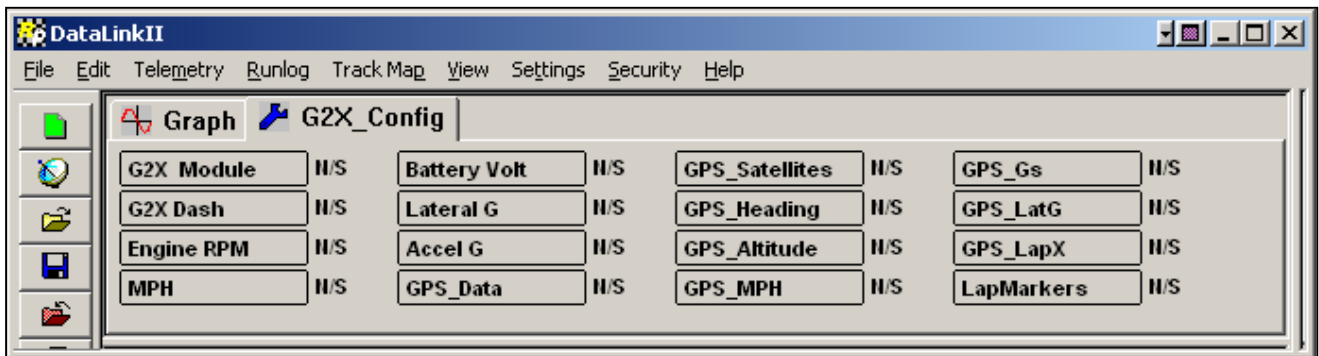 DataLinkII
File Edit Telemetry Runlog Track Map View Settings Security Help
Graph G2X_Config
G2X Module N/S Battery Volt N/S GPS_Satellites N/S GPS_Gs N/S
G2X Dash N/S Lateral G N/S GPS_Heading N/S GPS_LatG N/S
Engine RPM N/S Accel G N/S GPS_Altitude N/S GPS_LapX N/S
MPH N/S GPS_Data N/S GPS_MPH N/S LapMarkers N/S